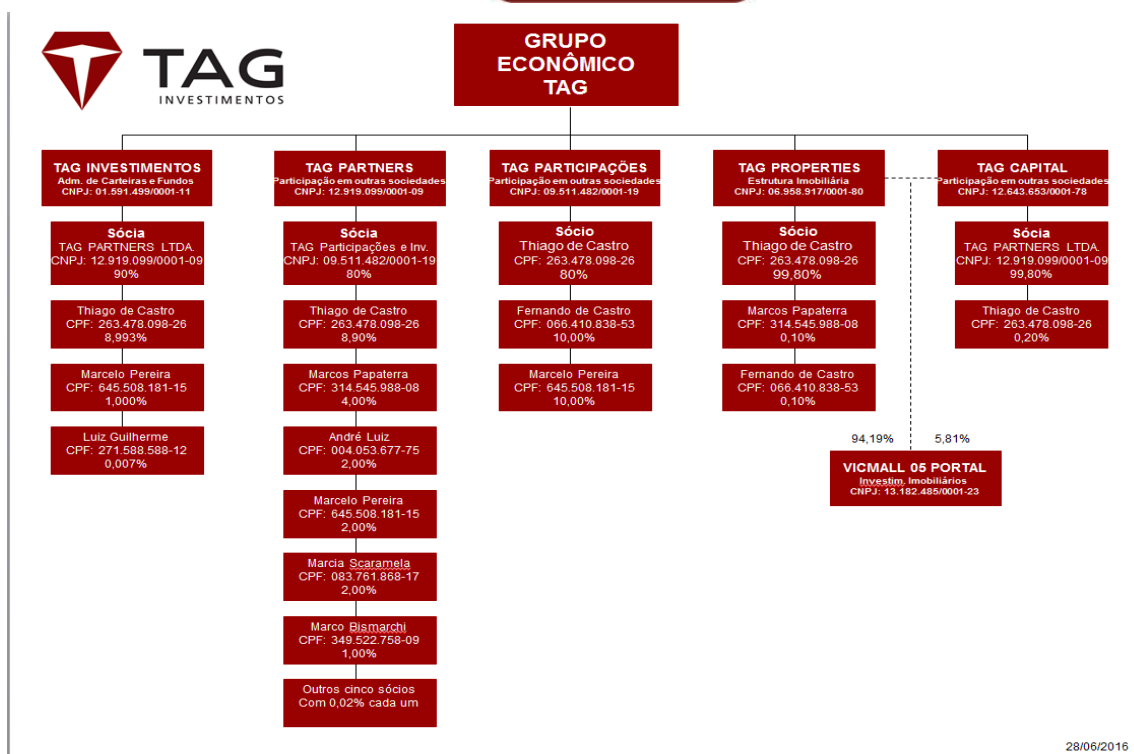 TAG
INVESTIMENTOS
GRUPO
ECONÔMICO
TAG
TAG INVESTIMENTOS
Adm. de Carteiras e Fundos
CNPJ: 01.591.499/0001-11
Sócia
TAG PARTNERS LTDA.
CNPJ: 12.919.099/0001-09
90%
Thiago de Castro
CPF: 263.478.098-26
8,993%
Marcelo Pereira
CPF: 645.508.181-15
1,000%
Luiz Guilherme
CPF: 271.588.588-12
0,007%
TAG PARTNERS
Participação em outras sociedades
CNPJ: 12.919.099/0001-09
Sócia
TAG Participações e Inv.
CNPJ: 09.511.482/0001-19
80%
Thiago de Castro
CPF: 263.478.098-26
8,90%
Marcos Papaterra
CPF: 314.545.988-08
4,00%
André Luiz
CPF: 004.053.677-75
2,00%
Marcelo Pereira
CPF: 645.508.181-15
2,00%
Marcia Scaramela
CPF: 083.761.868-17
2,00%
Marco Bismarchi
CPF: 349.522.758-09
1,00%
Outros cinco sócios
Com 0,02% cada um
TAG PARTICIPAÇÕES
Participação em outras sociedades
CNPJ: 09.511.482/0001-19
Sócio
Thiago de Castro
CPF: 263.478.098-26
80%
Fernando de Castro
CPF: 066.410.838-53
10,00%
Marcelo Pereira
CPF: 645.508.181-15
10,00%
TAG PROPERTIES
Estrutura Imobiliária
CNPJ: 06.958.917/0001-80
Sócio
Thiago de Castro
CPF: 263.478.098-26
99,80%
Marcos Papaterra
CPF: 314.545.988-08
0,10%
Fernando de Castro
CPF: 066.410.838-53
0,10%
TAG CAPITAL
Participação em outras sociedades
CNPJ: 12.643.653/0001-78
Sócia
TAG PARTNERS LTDA.
CNPJ: 12.919.099/0001-09
99,80%
Thiago de Castro
CPF: 263.478.098-26
0,20%
94,19% 5,81%
VICMALL 05 PORTAL
Investim. Imobiliários
CNPJ: 13.182.485/0001-23
28/06/2016